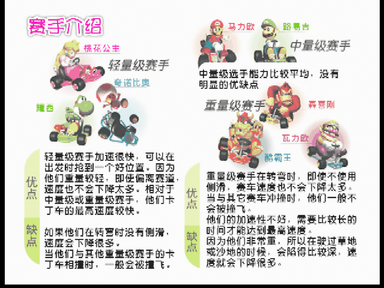 赛手介绍
桃花公主
轻量级赛手
奇诺比奥
耀西
优点
轻量级赛手加速很快，可以在
出发时抢到一个好位置。因为
他们重量较轻，即使偏离赛道，
速度也不会下降太多。相对于
中量级或重量级赛手，他们卡
丁车的最高速度较快。
缺点
如果他们在转弯时没有侧滑，
速度会下降很多。
当他们与其他重量级赛手的卡
丁车相撞时，一般会被撞飞。
马力欧
路易吉
中量级赛手
中量级选手能力比较平均，没有
明显的优缺点
重量级赛手
森喜刚
瓦力欧
酷霸王
优点
重量级赛手在转弯时，即使不使用
侧滑，赛车速度也不会下降太多。
当与其它赛车冲撞时，他们一般不
会被撞飞。
缺点
他们的加速性不好，需要比较长的
时间才能达到最高速度。
因为他们非常重，所以在驶过草地
或沙地的时候，会陷得比较深，速
度就会下降很多。